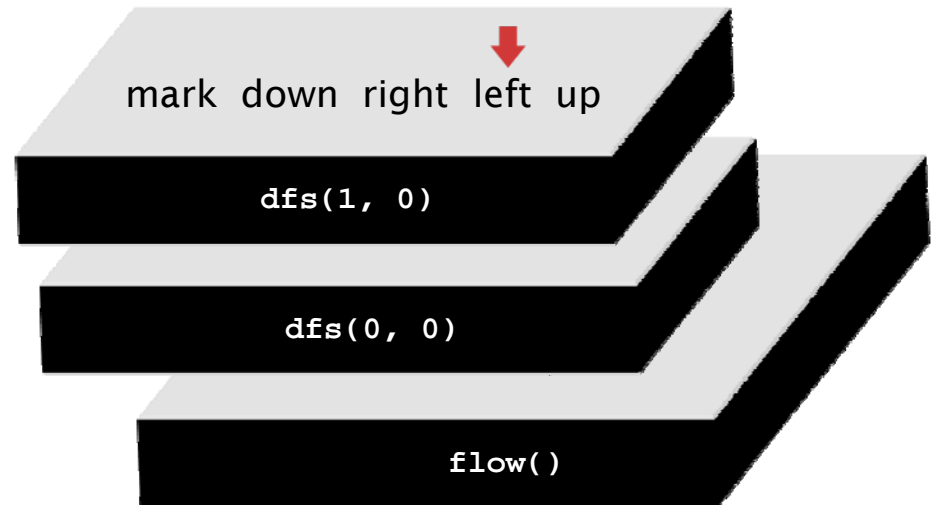 mark down right left up
dfs(1, 0)
dfs(0, 0)
flow()